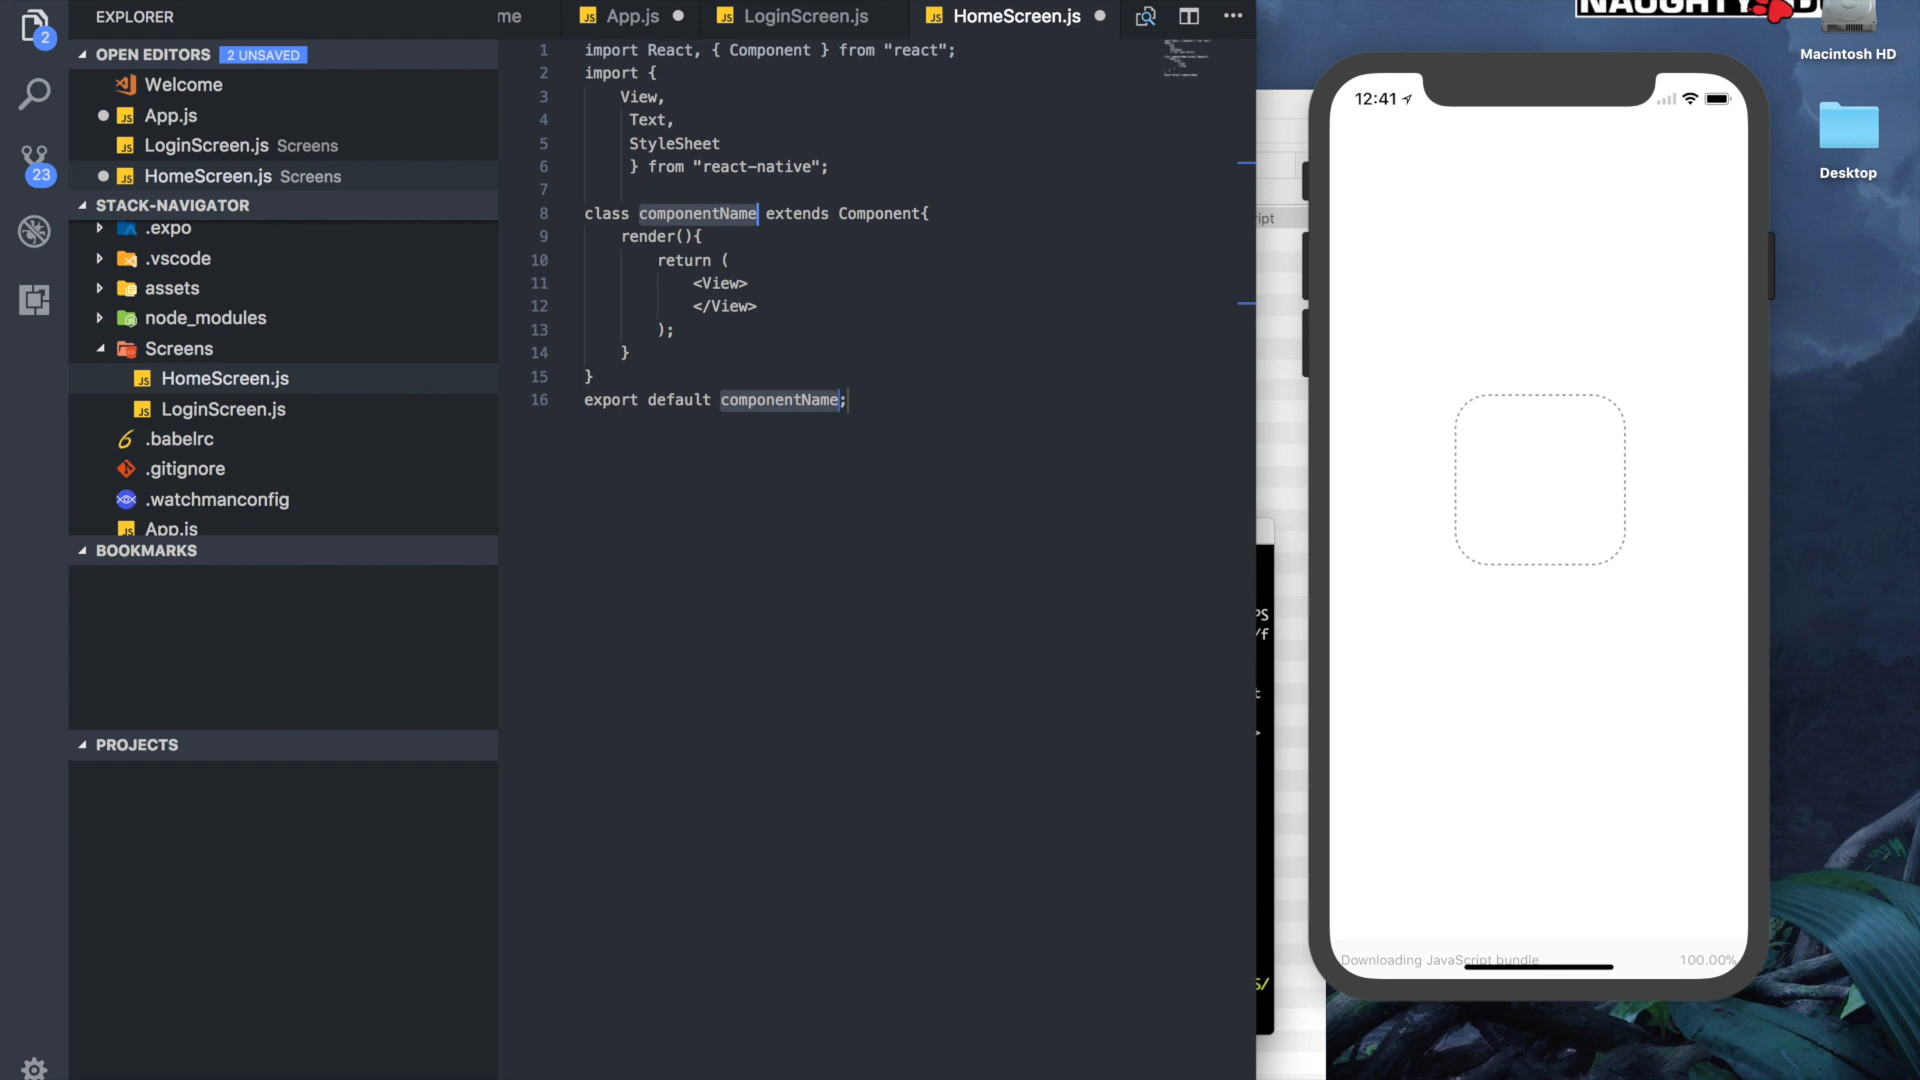 EXPLORER
me
App.js
LoginScreen.js
HomeScreen.js
2
OPEN EDITORS 2 UNSAVED
Welcome
App.js
LoginScreen.js Screens
HomeScreen.js Screens
23
STACK-NAVIGATOR
.expo
.vscode
assets
node_modules
Screens
HomeScreen.js
LoginScreen.js
.babelrc
.gitignore
.watchmanconfig
App.js
BOOKMARKS
PROJECTS
1 import React, { Component } from "react";
2 import {
3 View,
4 Text,
5 StyleSheet
6 } from "react-native";
7
8 class componentName extends Component{
9 render(){
10 return (
11 <View>
12 </View>
13 );
14 }
15 }
16 export default componentName;
ript
PS
/f
t
>
s/
12:41
Downloading JavaScript bundle 100.00%
NAUGHTY D
Macintosh HD
Desktop